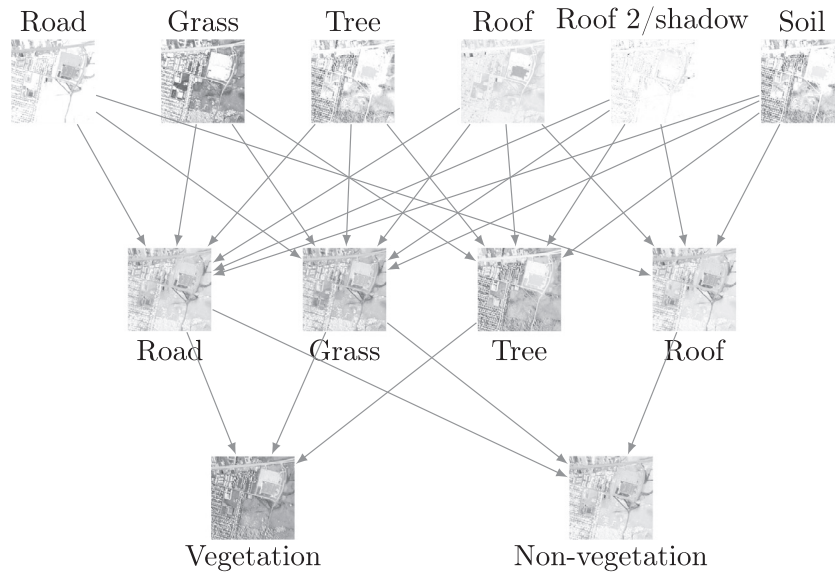 Road Grass Tree Roof Roof 2/shadow Soil
Road Grass Tree Roof
Vegetation Non-vegetation